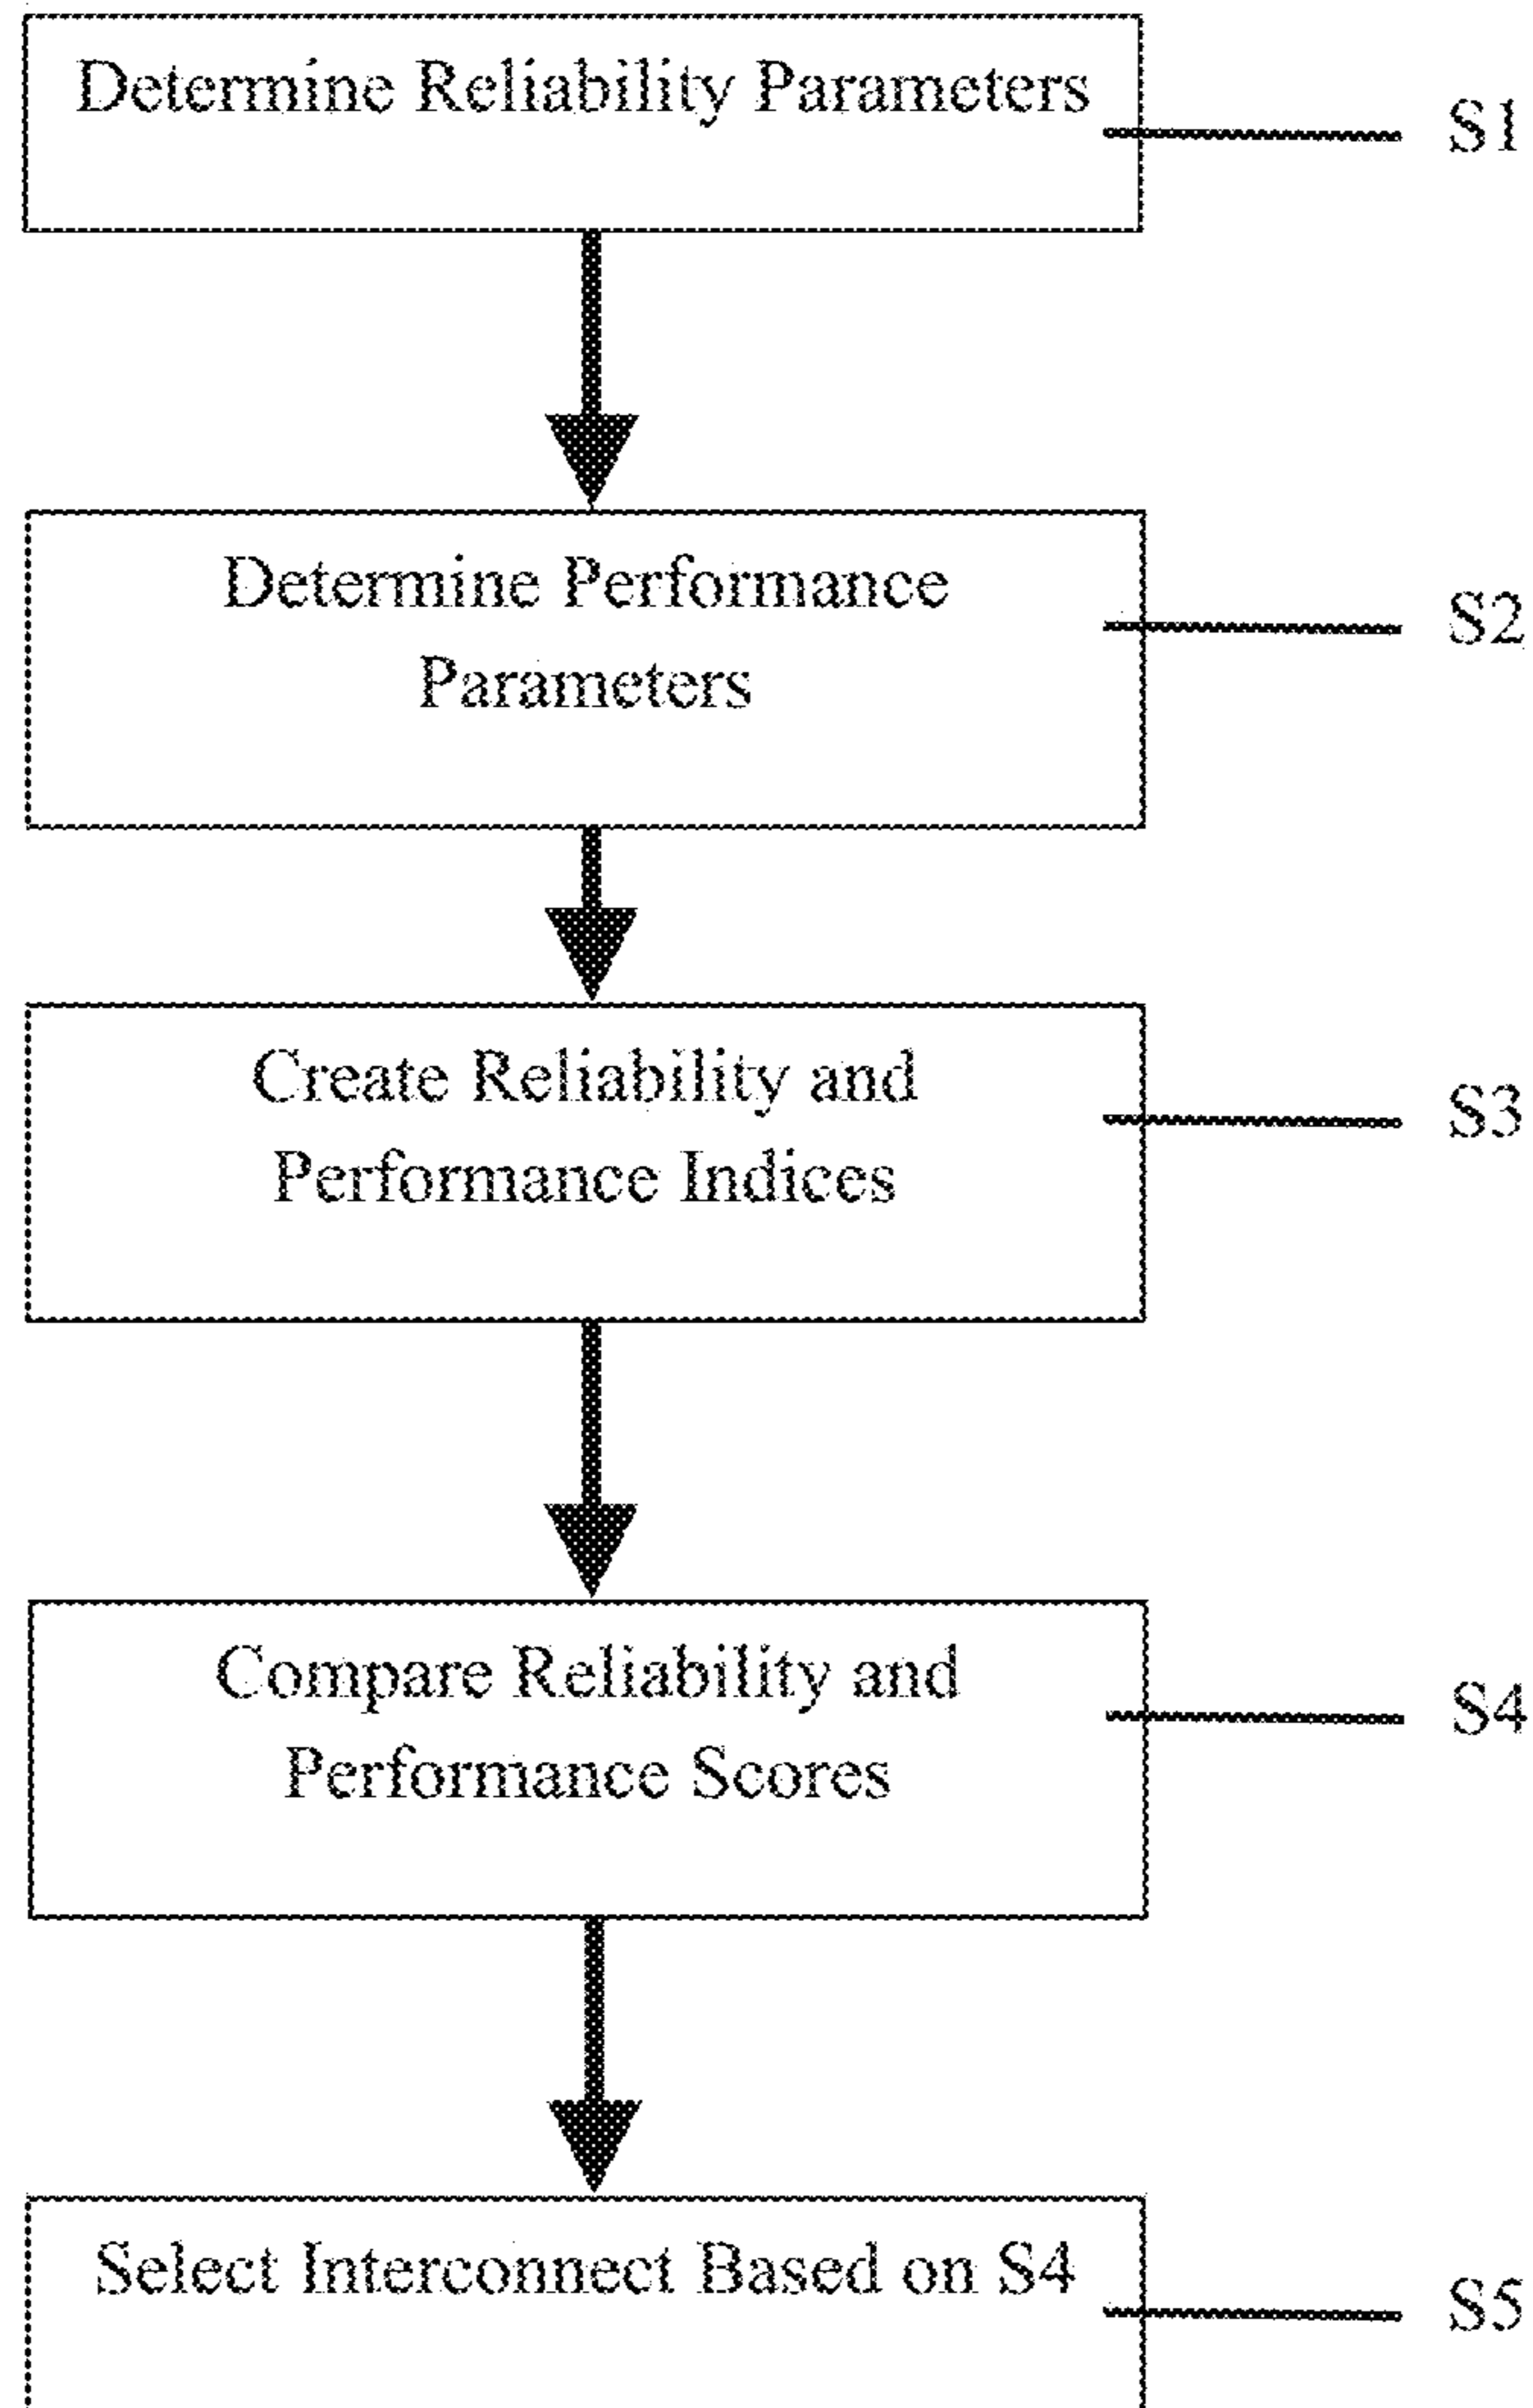 Determine Reliability Parameters
S1
Determine Performance
Parameters
S2
Create Reliability and
Performance Indices
S3
Compare Reliability and
Performance Scores
S4
Select Interconnect Based on S4
S5